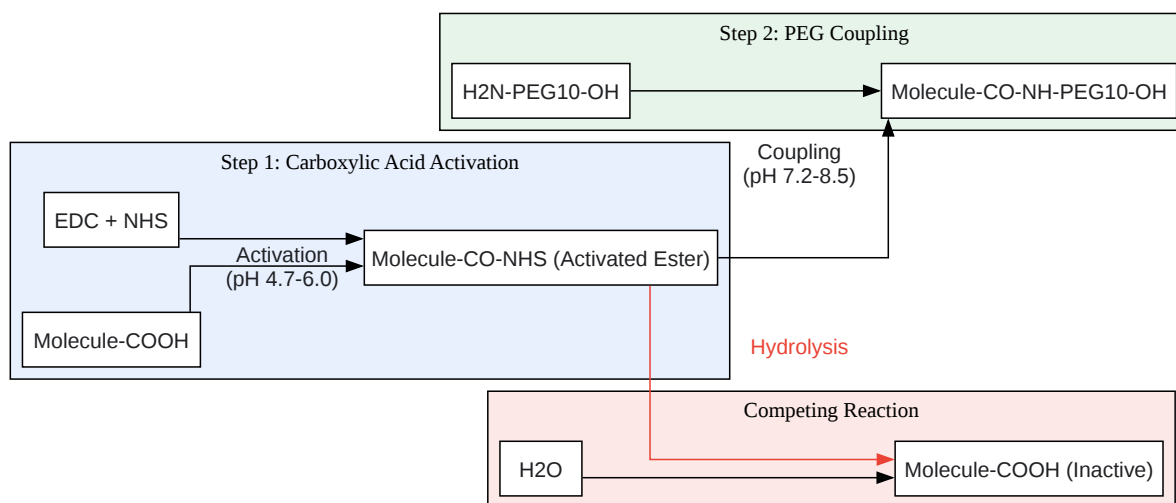 Step 2: PEG Coupling
H2N-PEG10-OH
Molecule-CO-NH-PEG10-OH
Coupling
(pH 7.2-8.5)
Step 1: Carboxylic Acid Activation
EDC + NHS
Activation
(pH 4.7-6.0)
Molecule-CO-NHS (Activated Ester)
Molecule-COOH
Hydrolysis
Competing Reaction
H2O
Molecule-COOH (Inactive)